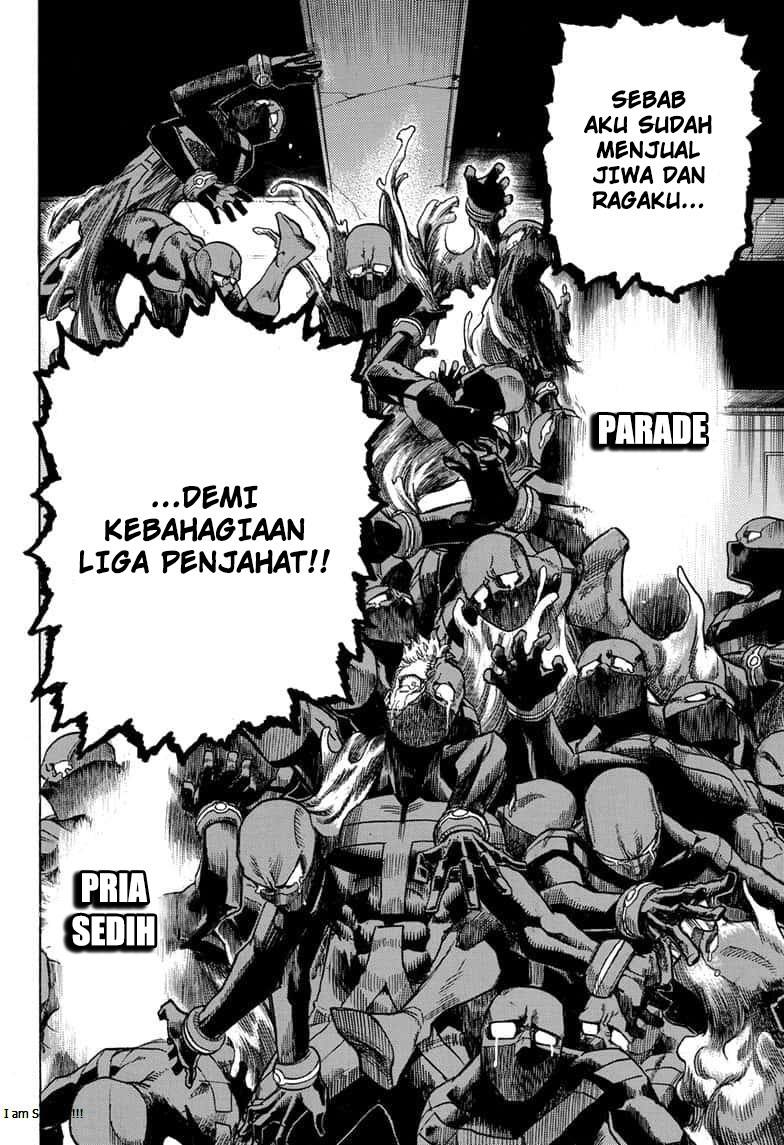 SEBAB
AKU SUDAH
MENJUAL
JIWA DAN
RAGAKU...
PARADE
...DEMI
KEBAHAGIAAN
LIGA PENJAHAT!!
PRIA
SEDIH
I am S
!!!